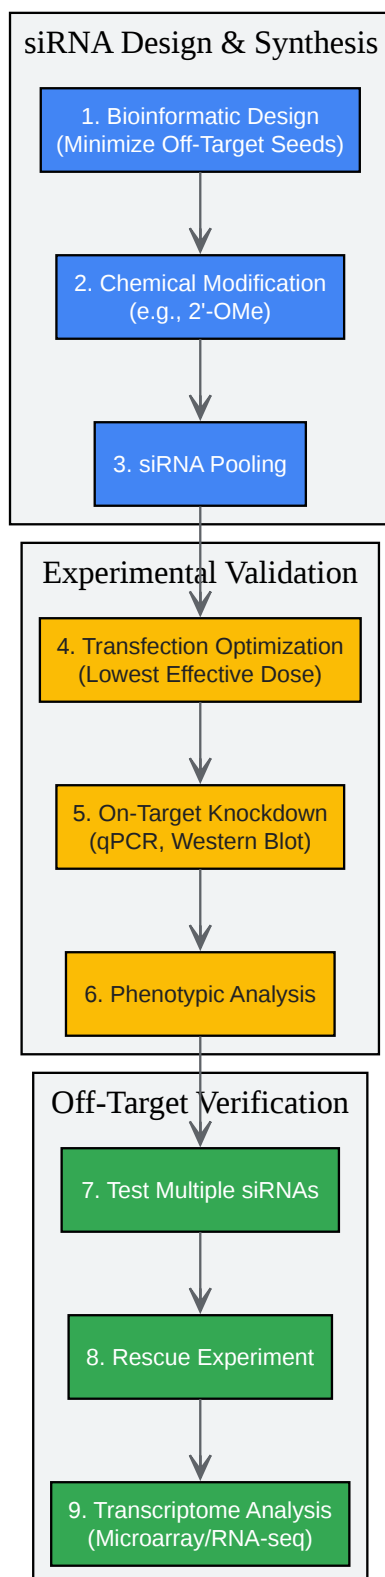 siRNA Design & Synthesis
1. Bioinformatic Design
(Minimize Off-Target Seeds)
2. Chemical Modification
(e.g., 2'-OMe)
3. siRNA Pooling
Experimental Validation
4. Transfection Optimization
(Lowest Effective Dose)
5. On-Target Knockdown
(qPCR, Western Blot)
6. Phenotypic Analysis
Off-Target Verification
7. Test Multiple siRNAs
8. Rescue Experiment
9. Transcriptome Analysis
(Microarray/RNA-seq)